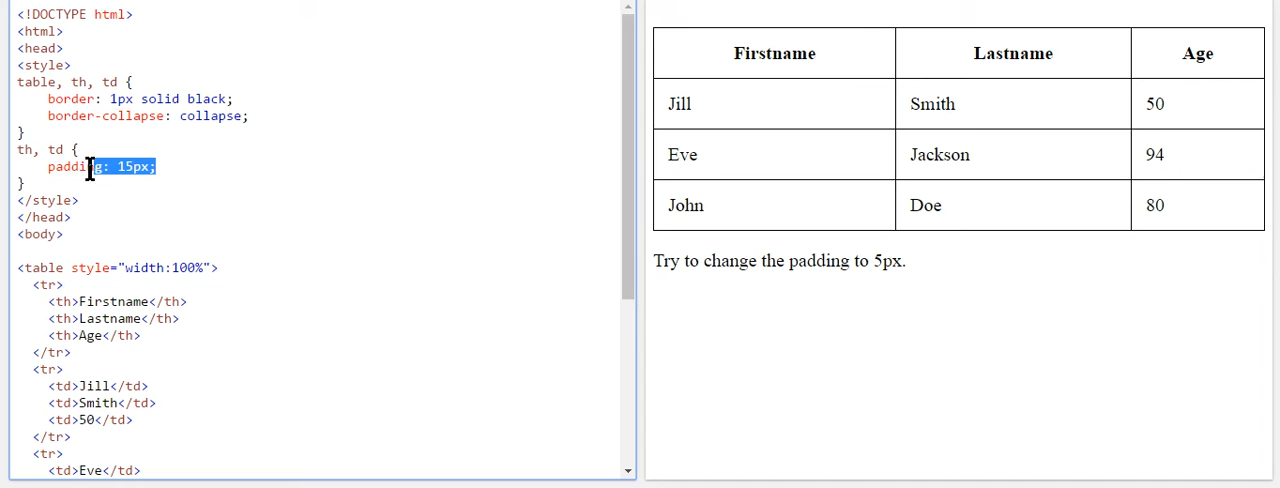 <!DOCTYPE html>
<html>
<head>
<style>
table, th, td {
    border: 1px solid black;
    border-collapse: collapse;
}
th, td {
    padding: 15px;
}
</style>
</head>
<body>

<table style="width:100%">
  <tr>
    <th>Firstname</th>
    <th>Lastname</th>
    <th>Age</th>
  </tr>
  <tr>
    <td>Jill</td>
    <td>Smith</td>
    <td>50</td>
  </tr>
  <tr>
    <td>Eve</td>
Firstname Lastname Age
Jill Smith 50
Eve Jackson 94
John Doe 80
Try to change the padding to 5px.